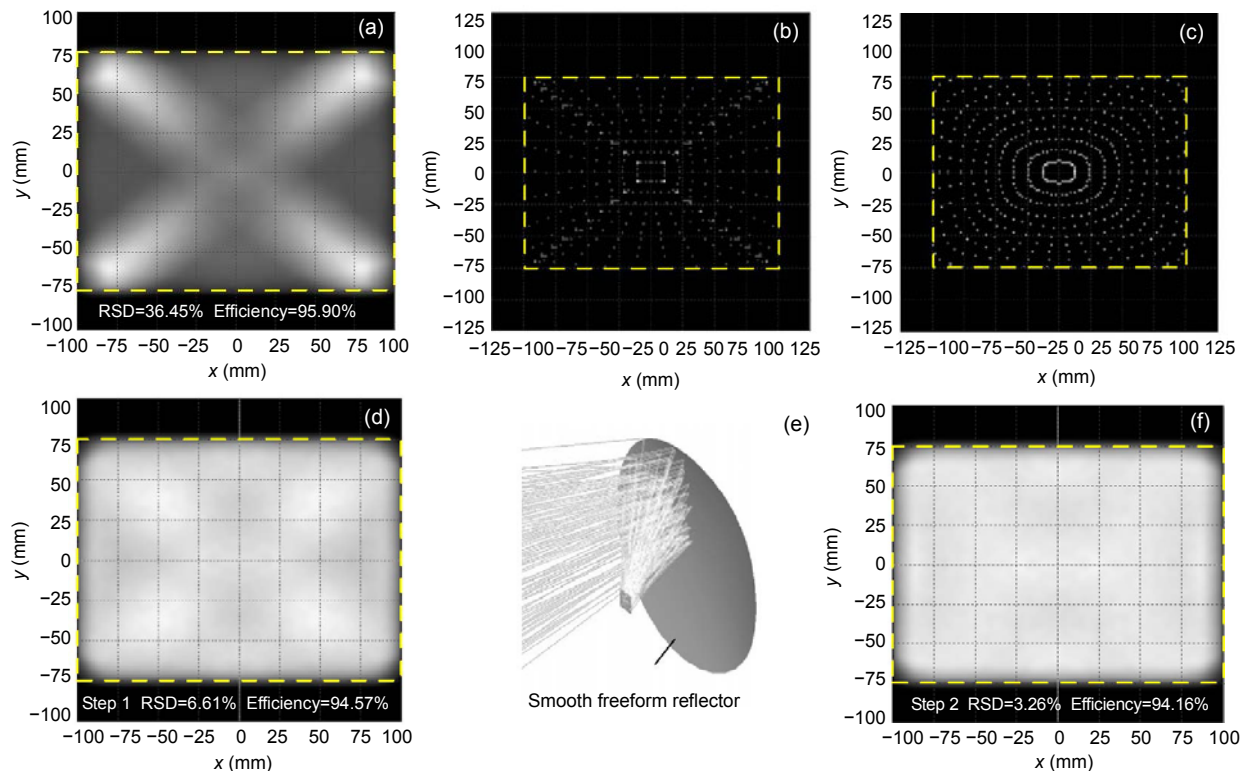 (a)
y (mm)
100
75
50
25
0
−25
−50
−75
−100
RSD=36.45% Efficiency=95.90%
−100 −75 −50 −25 0 25 50 75 100
x (mm)
(b)
y (mm)
125
100
75
50
25
0
−25
−50
−75
−100
−125
−125 −100 −75 −50 −25 0 25 50 75 100 125
x (mm)
(c)
y (mm)
125
100
75
50
25
0
−25
−50
−75
−100
−125
−125 −100 −75 −50 −25 0 25 50 75 100 125
x (mm)
(d)
y (mm)
100
75
50
25
0
−25
−50
−75
−100
Step 1 RSD=6.61% Efficiency=94.57%
−100 −75 −50 −25 0 25 50 75 100
x (mm)
(e)
Smooth freeform reflector
(f)
y (mm)
100
75
50
25
0
−25
−50
−75
−100
Step 2 RSD=3.26% Efficiency=94.16%
−100 −75 −50 −25 0 25 50 75 100
x (mm)